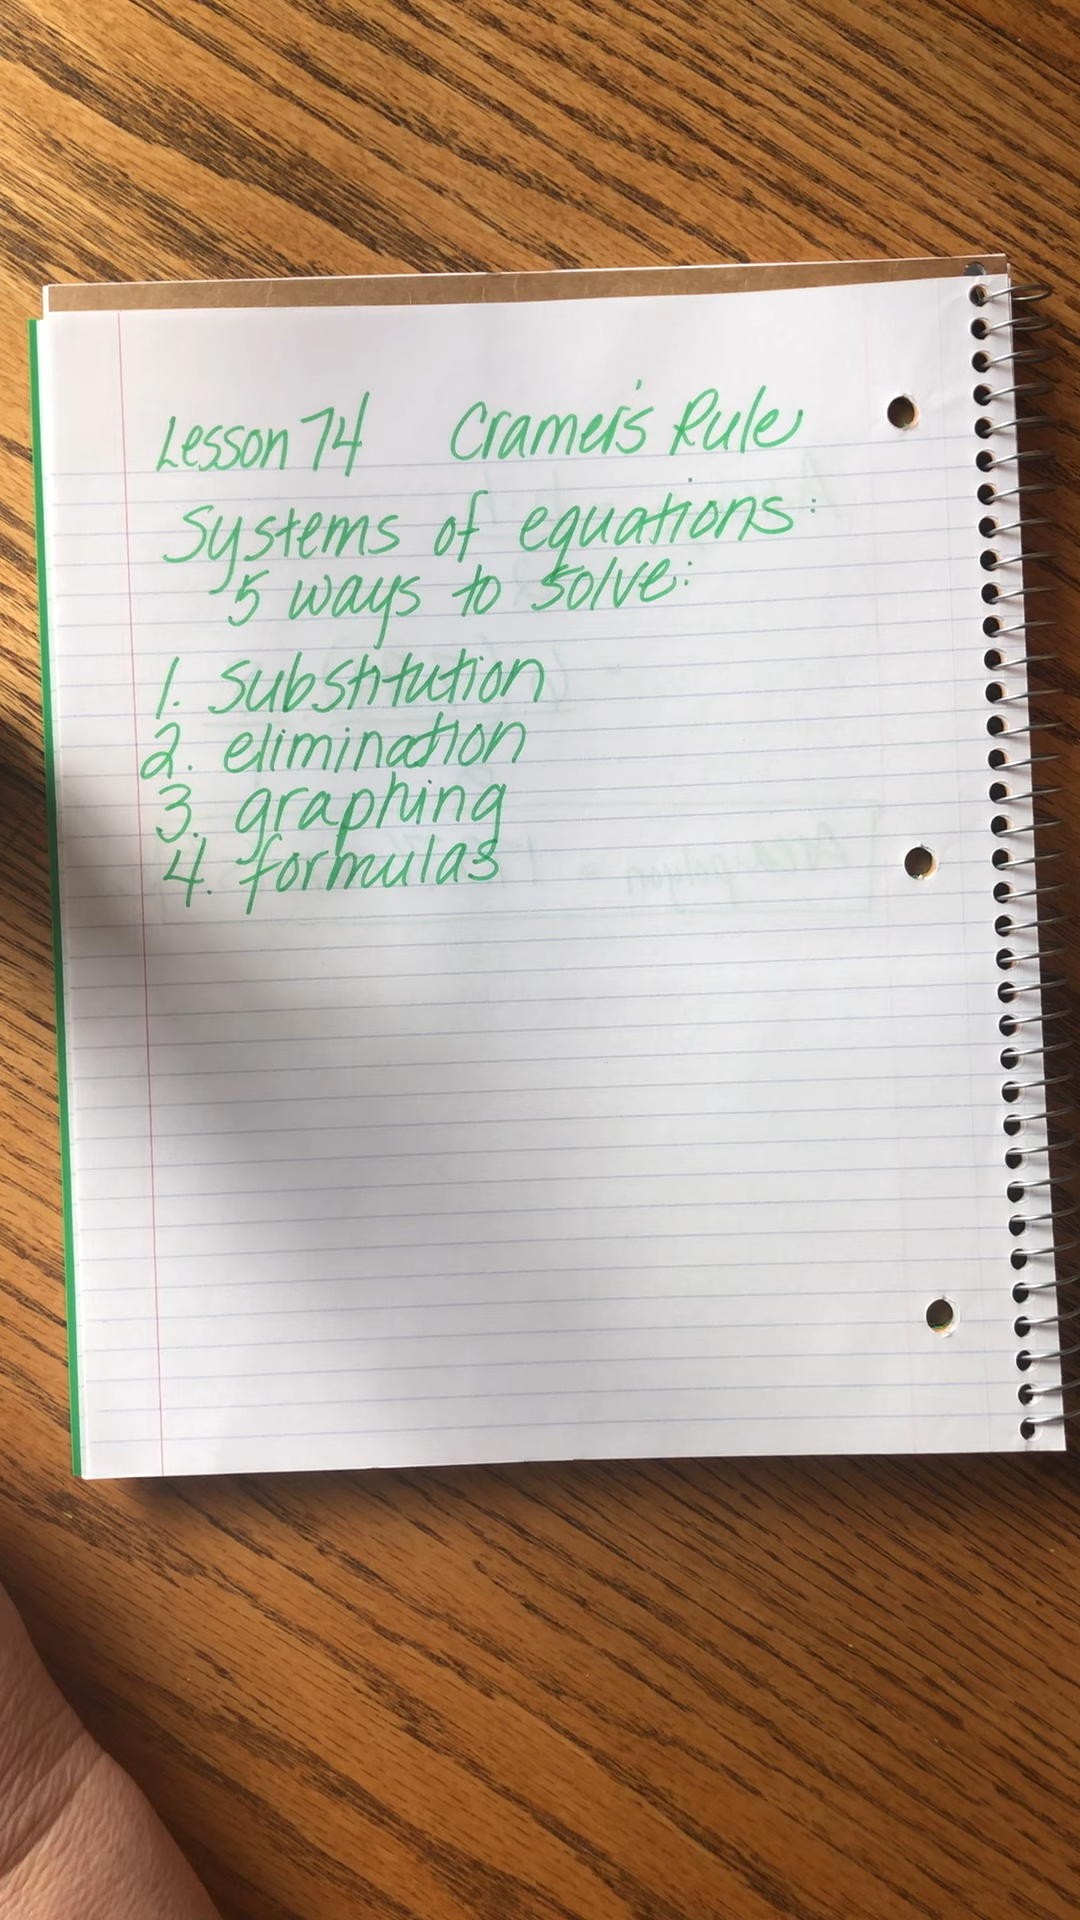 Lesson 74 Cramer's Rule
Systems of equations:
5 ways to solve:
1. substitution
2. elimination
3. graphing
4. formulas